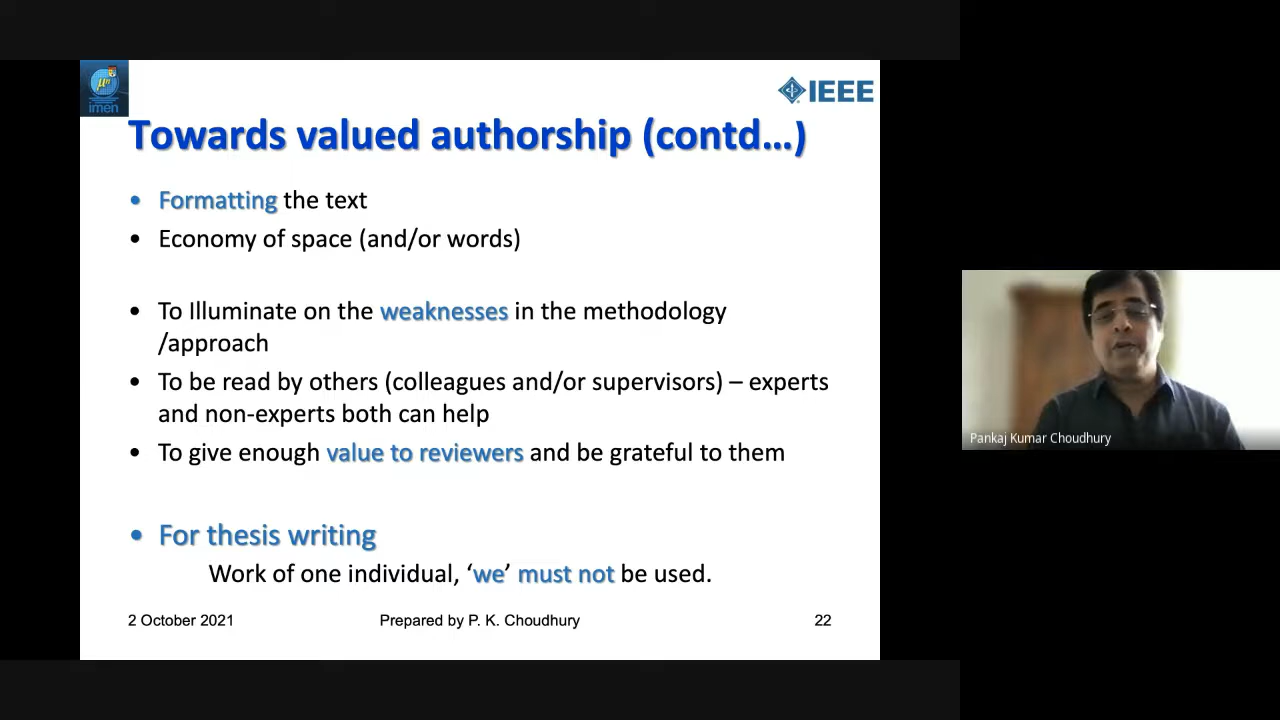 imen
IEEE
Towards valued authorship (contd…)
• Formatting the text
• Economy of space (and/or words)
• To Illuminate on the weaknesses in the methodology
/approach
• To be read by others (colleagues and/or supervisors) – experts
and non-experts both can help
• To give enough value to reviewers and be grateful to them
• For thesis writing
Work of one individual, ‘we’ must not be used.
2 October 2021
Prepared by P. K. Choudhury
22
Pankaj Kumar Choudhury